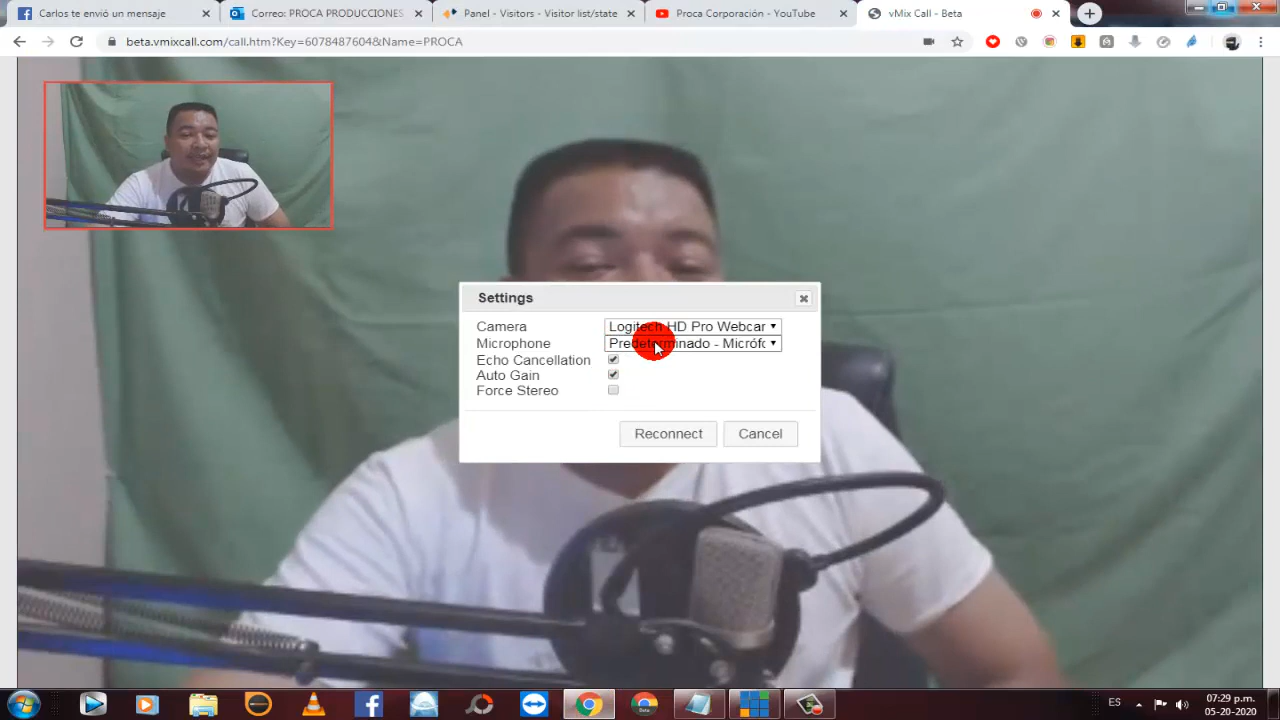 Carlos te envió un mensaje
Correo: PROCA PRODUCCIONES
Panel - Visitors - Visitor list/state
Proca Corporación - YouTube
vMix Call - Beta
beta.vmixcall.com/call.htm?Key=6078487604&Name=PROCA
Settings
Camera
Logitech HD Pro Webcar
Microphone
Predeterminado - Micrófo
Echo Cancellation
Auto Gain
Force Stereo
Reconnect
Cancel
ES
07:29 p.m.
05-20-2020